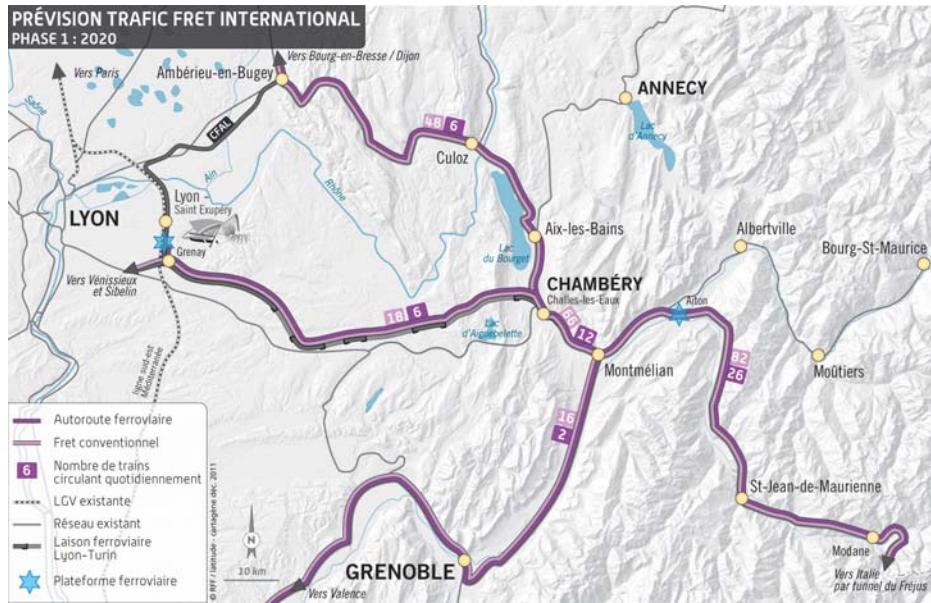 PRÉVISION TRAFIC FRET INTERNATIONAL
PHASE 1 : 2020
Vers Bourg-en-Bresse / Dijon
Vers Paris
Ambérieu-en-Bugey
ANNECY
Saône
CFAL
48 6
Lac
d'Annecy
Culoz
Ain
Rhône
LYON
Lyon -
Saint Exupéry
Grenay
Aix-les-Bains
Albertville
Bourg-St-Maurice
Lac
du Bourget
Vers Vénissieux
et Sibelin
CHAMBÉRY
Challes-les-Eaux
Aiton
18 6
Lac
d'Aiguebelette
66 12
Montmélian
Moûtiers
82
26
ligne sud-est
Méditerranée
16
2
Autoroute ferroviaire
Fret conventionnel
6 Nombre de trains
circulant quotidiennement
LGV existante
Réseau existant
Laison ferroviaire
Lyon-Turin
Plateforme ferroviaire
© RFF / latitude - cartagène déc. 2011
N
10 km
St-Jean-de-Maurienne
Modane
GRENOBLE
Vers Valence
Vers Italie
par tunnel du Fréjus